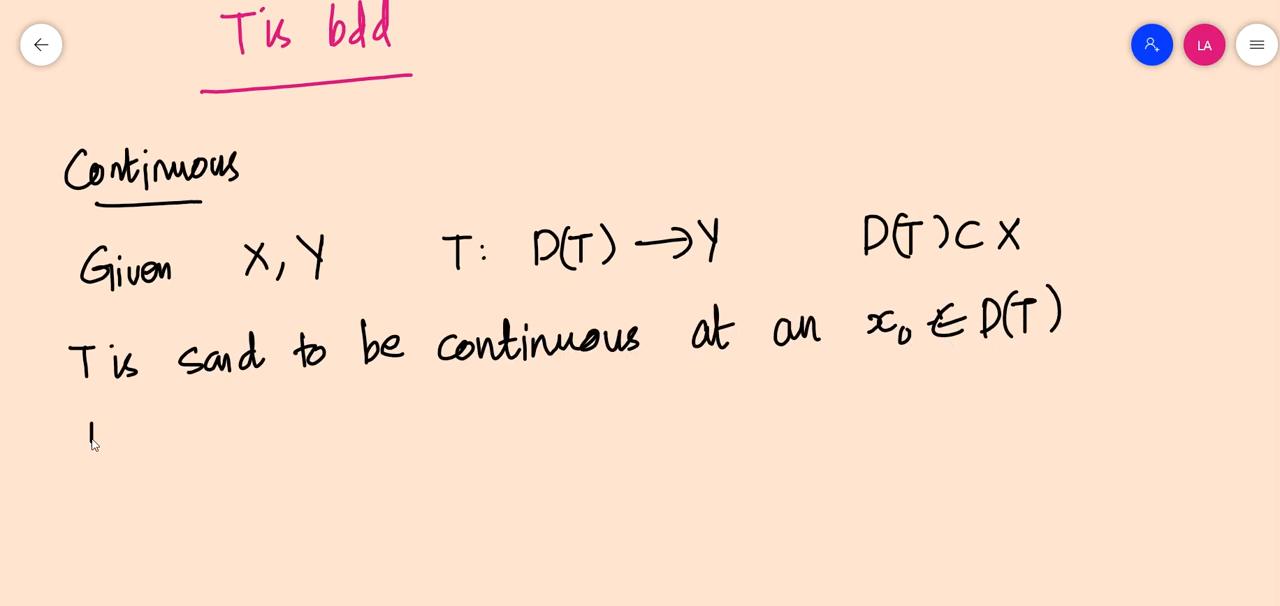 T is bdd
LA
Continuous
Given X, Y T: D(T) → Y D(T) ⊂ X
T is said to be continuous at an x₀ ∈ D(T)